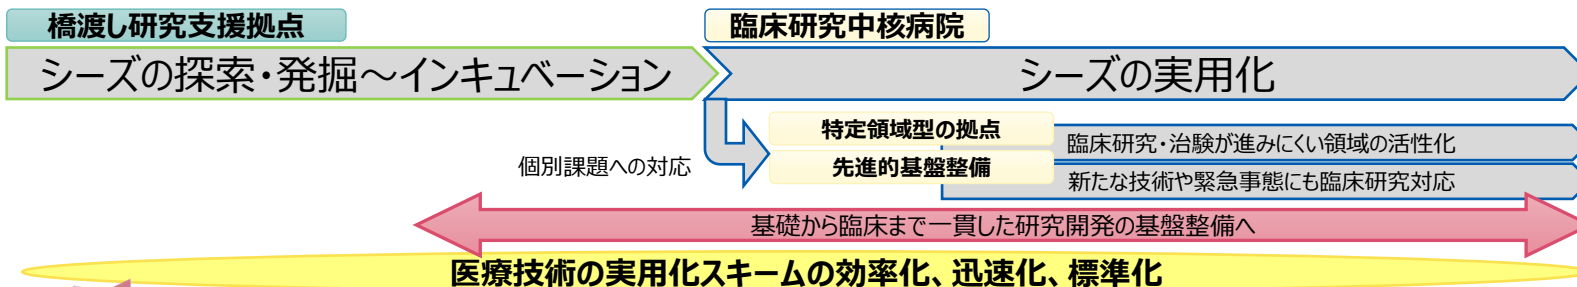 橋渡し研究支援拠点
臨床研究中核病院
シーズの探索・発掘～インキュベーション
シーズの実用化
特定領域型の拠点
臨床研究・治験が進みにくい領域の活性化
個別課題への対応
先進的基盤整備
新たな技術や緊急事態にも臨床研究対応
基礎から臨床まで一貫した研究開発の基盤整備へ
医療技術の実用化スキームの効率化、迅速化、標準化